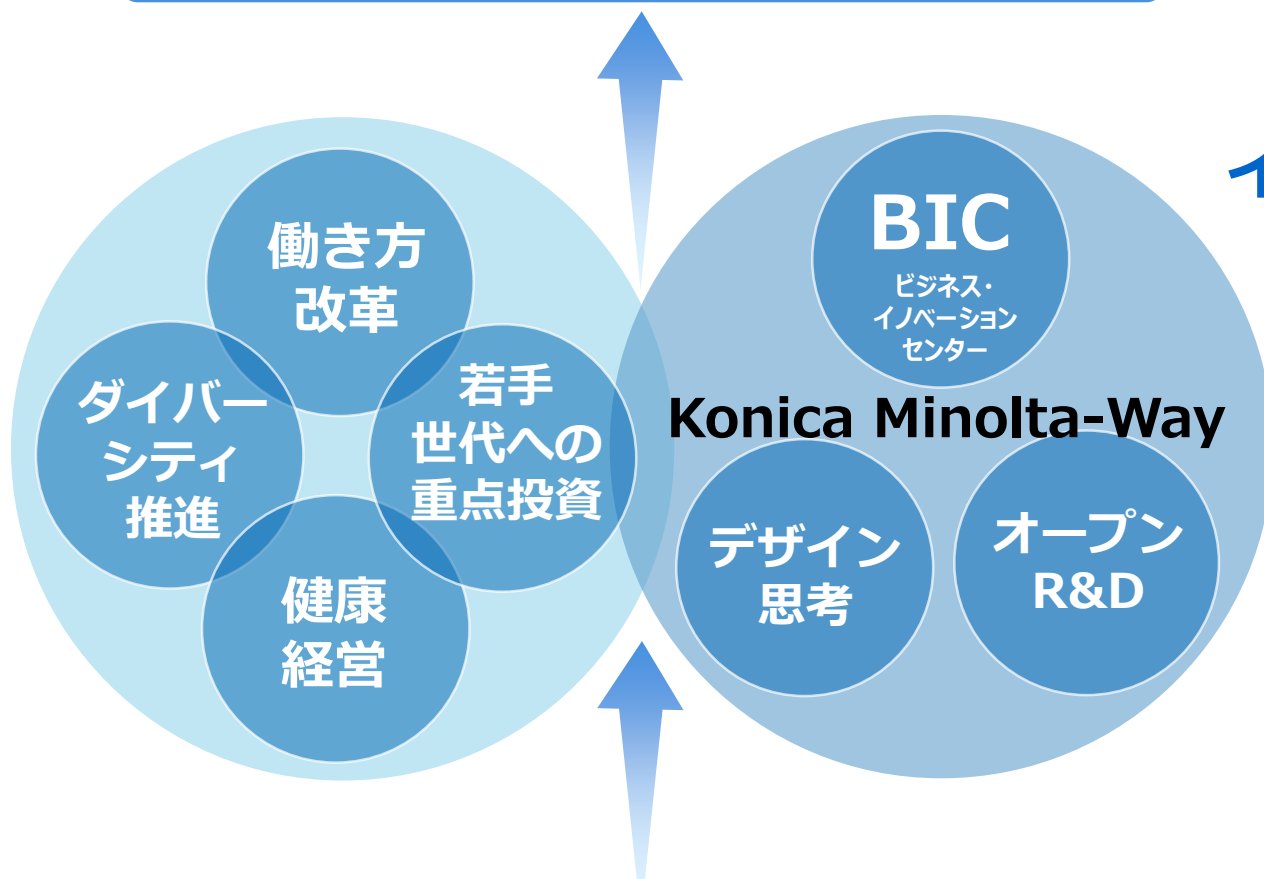 働き方
改革
ダイバー
シティ
推進
若手
世代への
重点投資
健康
経営
BIC
ビジネス・
イノベーション
センター
Konica Minolta-Way
デザイン
思考
オープン
R&D